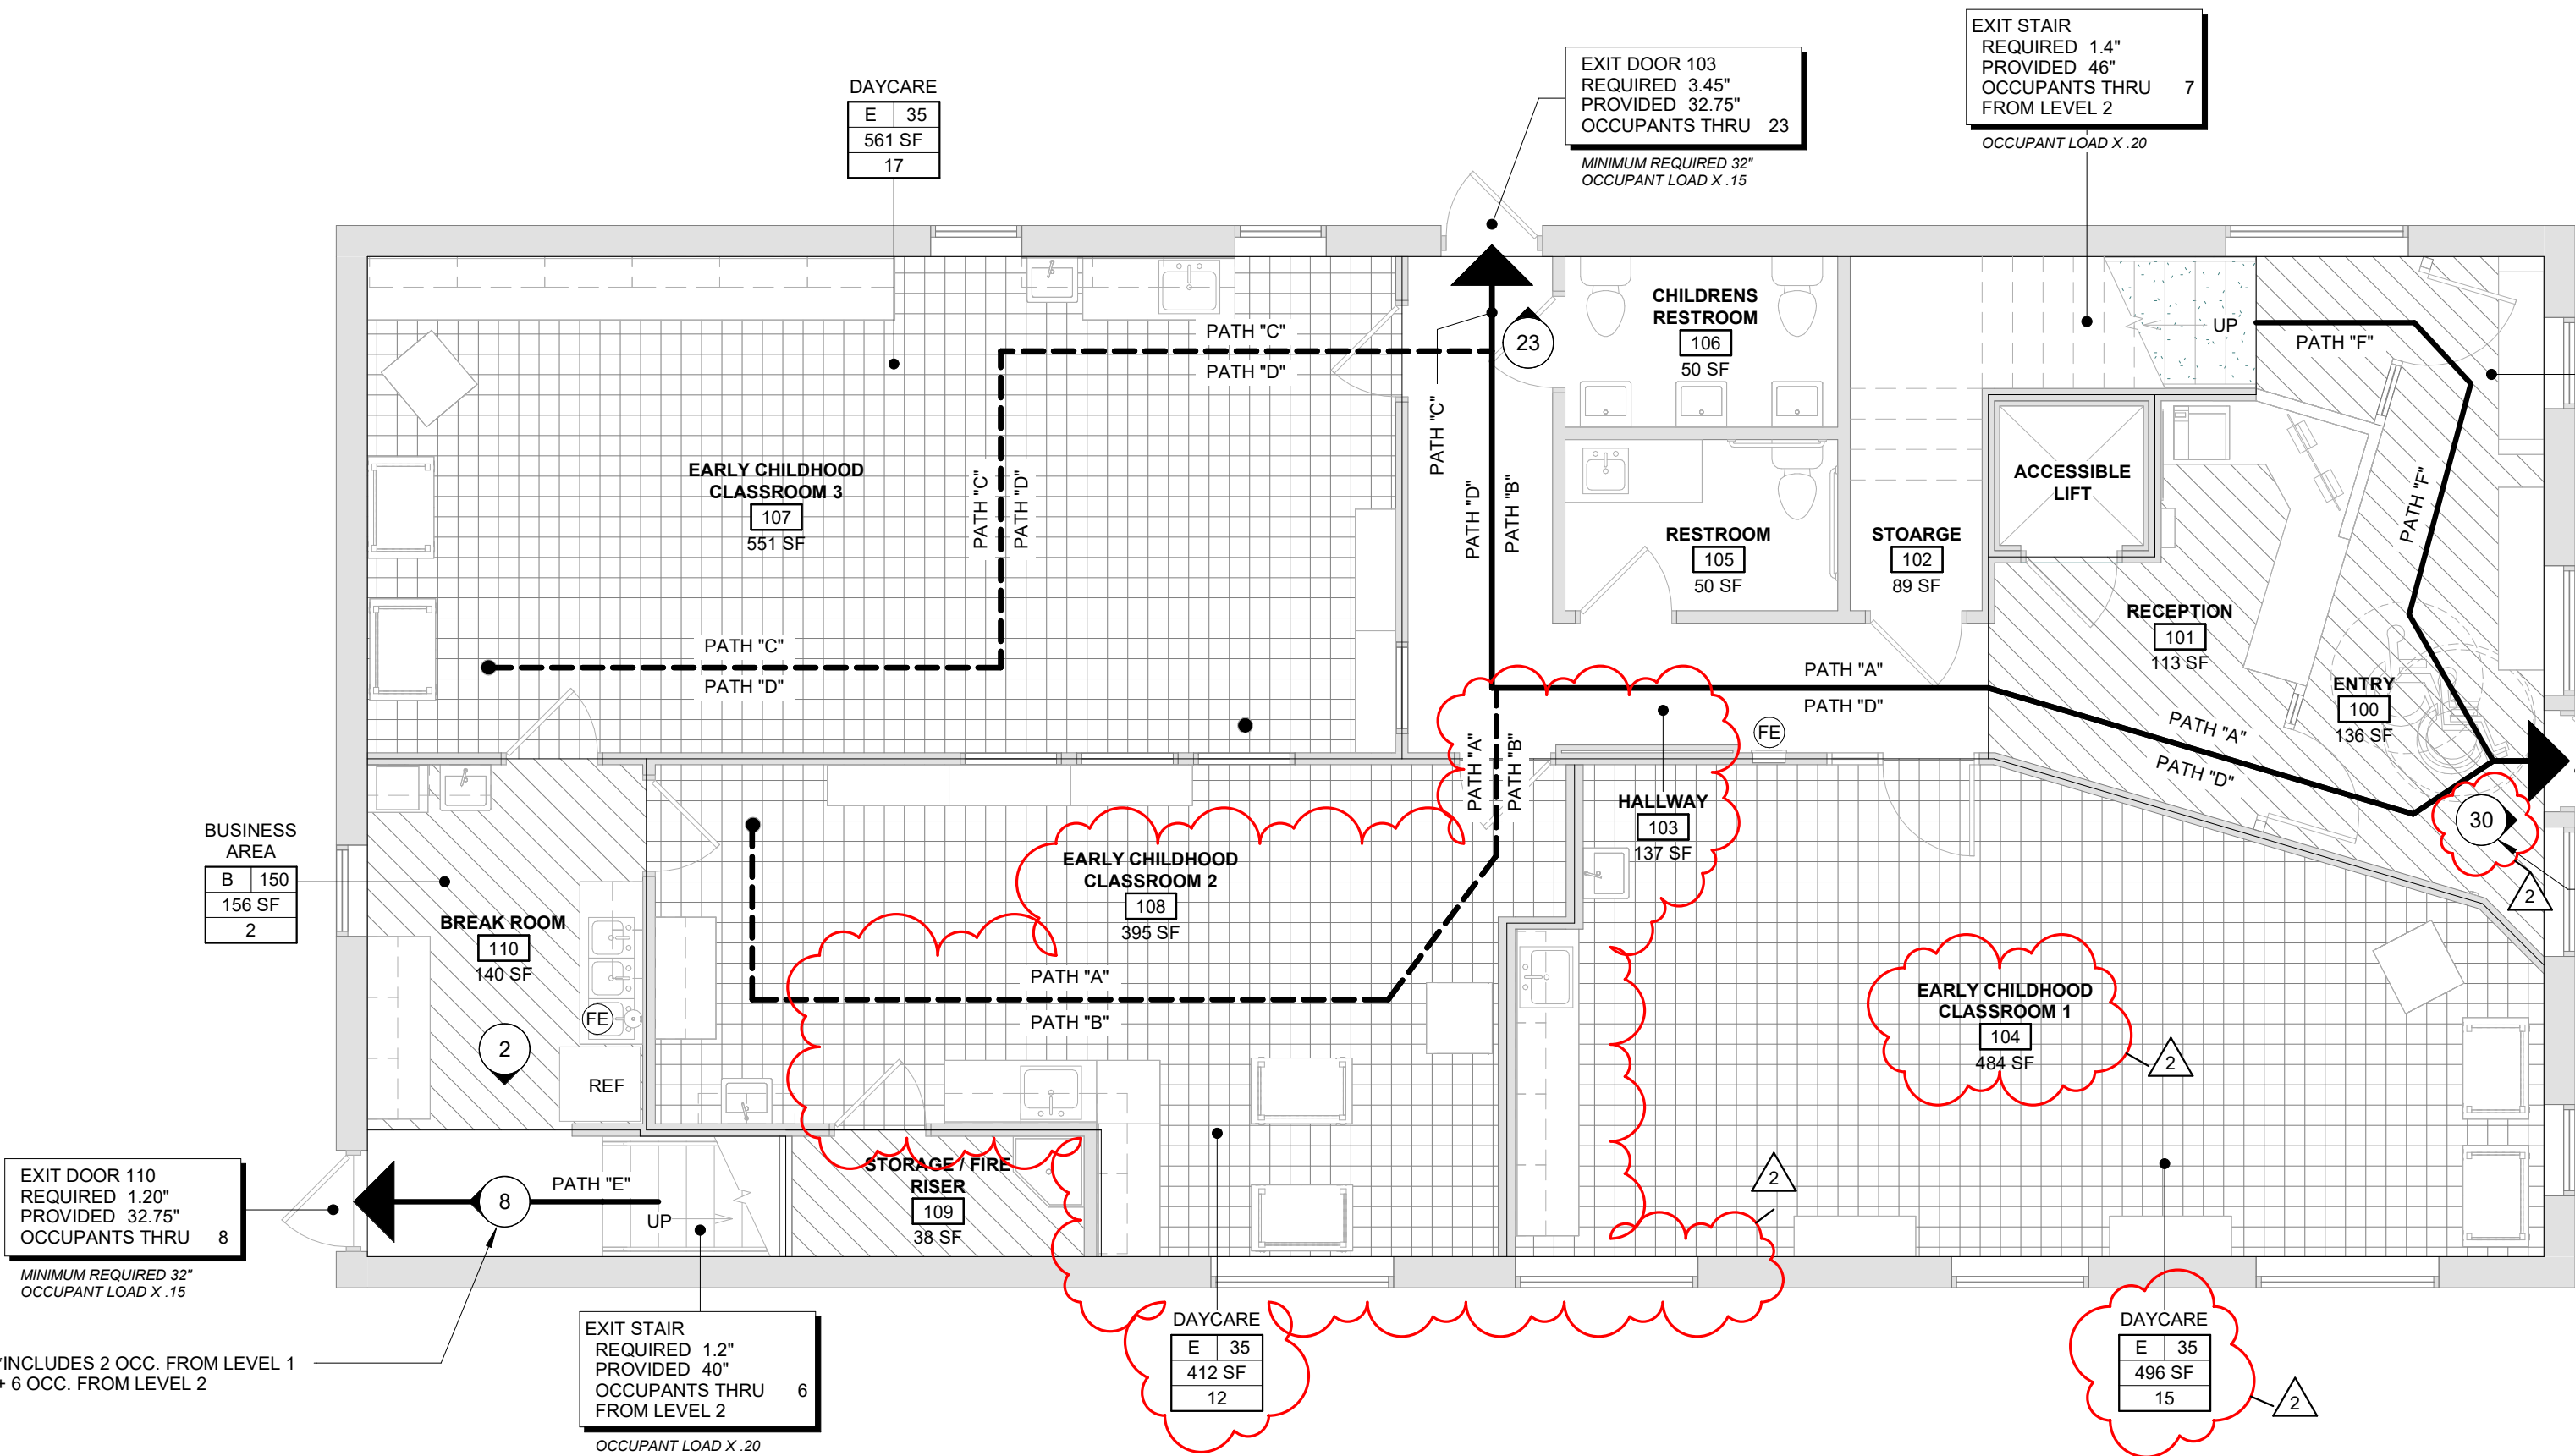 EXIT STAIR
REQUIRED 1.4"
PROVIDED 46"
OCCUPANTS THRU 7
FROM LEVEL 2
OCCUPANT LOAD X .20
EXIT DOOR 103
REQUIRED 3.45"
PROVIDED 32.75"
OCCUPANTS THRU 23
MINIMUM REQUIRED 32"
OCCUPANT LOAD X .15
DAYCARE
E 35
561 SF
17
PATH "C"
PATH "D"
23
CHILDRENS
RESTROOM
106
50 SF
UP
PATH "F"
PATH "C"
PATH "D"
PATH "B"
EARLY CHILDHOOD
CLASSROOM 3
107
551 SF
PATH "C"
PATH "D"
ACCESSIBLE
LIFT
PATH "F"
RESTROOM
105
50 SF
STOARGE
102
89 SF
RECEPTION
101
113 SF
PATH "C"
PATH "D"
PATH "A"
PATH "D"
ENTRY
100
136 SF
PATH "A"
PATH "D"
FE
PATH "A"
PATH "B"
HALLWAY
103
137 SF
30
2
BUSINESS
AREA
B 150
156 SF
2
BREAK ROOM
110
140 SF
FE
2
REF
EARLY CHILDHOOD
CLASSROOM 2
108
395 SF
PATH "A"
PATH "B"
EARLY CHILDHOOD
CLASSROOM 1
104
484 SF
2
EXIT DOOR 110
REQUIRED 1.20"
PROVIDED 32.75"
OCCUPANTS THRU 8
MINIMUM REQUIRED 32"
OCCUPANT LOAD X .15
8
PATH "E"
UP
STORAGE / FIRE
RISER
109
38 SF
2
*INCLUDES 2 OCC. FROM LEVEL 1
+ 6 OCC. FROM LEVEL 2
EXIT STAIR
REQUIRED 1.2"
PROVIDED 40"
OCCUPANTS THRU 6
FROM LEVEL 2
OCCUPANT LOAD X .20
DAYCARE
E 35
412 SF
12
DAYCARE
E 35
496 SF
15
2